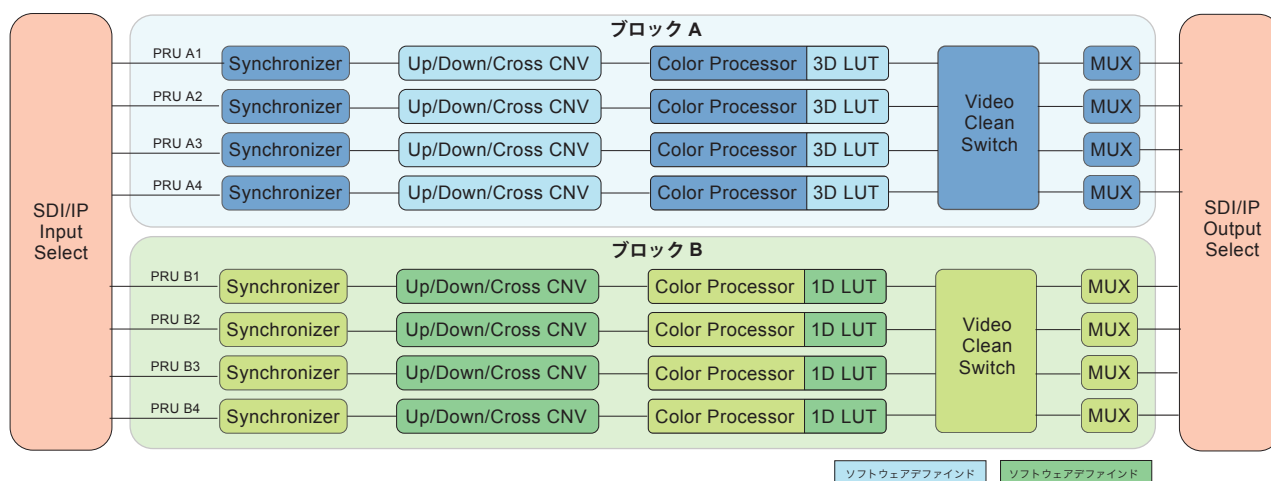 SDI/IP
Input
Select
ブロック A
PRU A1
Synchronizer
Up/Down/Cross CNV
Color Processor
3D LUT
MUX
PRU A2
Synchronizer
Up/Down/Cross CNV
Color Processor
3D LUT
MUX
PRU A3
Synchronizer
Up/Down/Cross CNV
Color Processor
3D LUT
MUX
PRU A4
Synchronizer
Up/Down/Cross CNV
Color Processor
3D LUT
MUX
Video
Clean
Switch
ブロック B
PRU B1
Synchronizer
Up/Down/Cross CNV
Color Processor
1D LUT
MUX
PRU B2
Synchronizer
Up/Down/Cross CNV
Color Processor
1D LUT
MUX
PRU B3
Synchronizer
Up/Down/Cross CNV
Color Processor
1D LUT
MUX
PRU B4
Synchronizer
Up/Down/Cross CNV
Color Processor
1D LUT
MUX
Video
Clean
Switch
SDI/IP
Output
Select
ソフトウェアデファインド
ソフトウェアデファインド